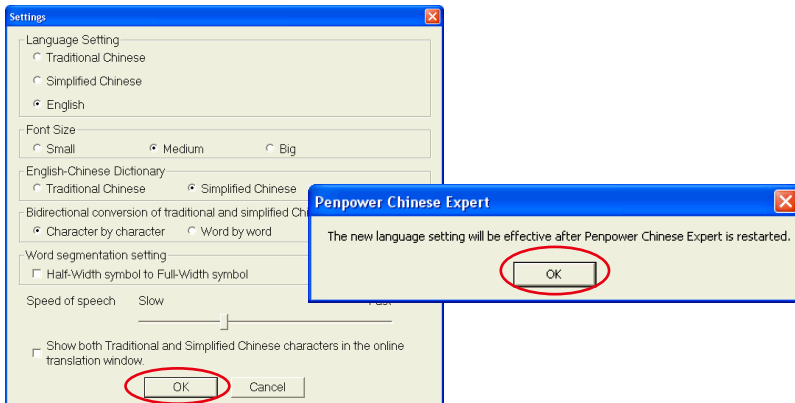 Settings
Language Setting
Traditional Chinese
Simplified Chinese
English
Font Size
Small Medium Big
English-Chinese Dictionary
Traditional Chinese Simplified Chinese
Bidirectional conversion of traditional and simplified
Character by character Word by word
Word segmentation setting
Half-Width symbol to Full-Width symbol
Speed of speech Slow
Show both Traditional and Simplified Chinese characters in the online
translation window.
OK Cancel
Penpower Chinese Expert
The new language setting will be effective after Penpower Chinese Expert is restarted.
OK